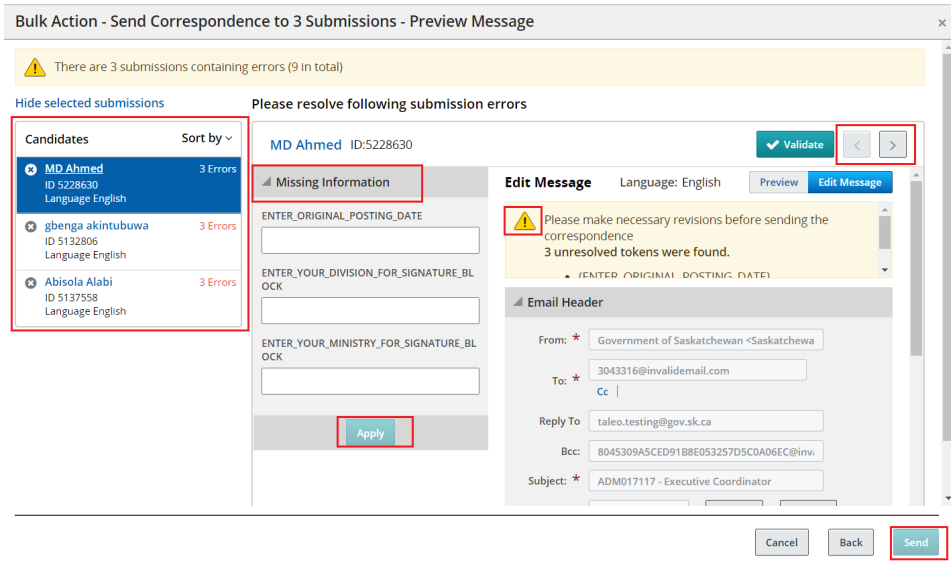 Bulk Action - Send Correspondence to 3 Submissions - Preview Message
There are 3 submissions containing errors (9 in total)
Hide selected submissions
Please resolve following submission errors
Candidates
Sort by
MD Ahmed
3 Errors
ID 5228630
Language English
gbenga akintubuwa
3 Errors
ID 5132806
Language English
Abisola Alabi
3 Errors
ID 5137558
Language English
MD Ahmed ID:5228630
Validate
Missing Information
ENTER_ORIGINAL_POSTING_DATE
ENTER_YOUR_DIVISION_FOR_SIGNATURE_BL
OCK
ENTER_YOUR_MINISTRY_FOR_SIGNATURE_BL
OCK
Apply
Edit Message
Language: English
Preview
Edit Message
Please make necessary revisions before sending the
correspondence
3 unresolved tokens were found.
{ENTER_ORIGINAL_POSTING_DATE}
Email Header
From: * Government of Saskatchewan <Saskatchewa
To: * 3043316@invalidemail.com
Cc
Reply To taleo.testing@gov.sk.ca
Bcc: 8045309A5CED91B8E053257D5C0A06EC@inv
Subject: * ADM017117 - Executive Coordinator
Cancel
Back
Send